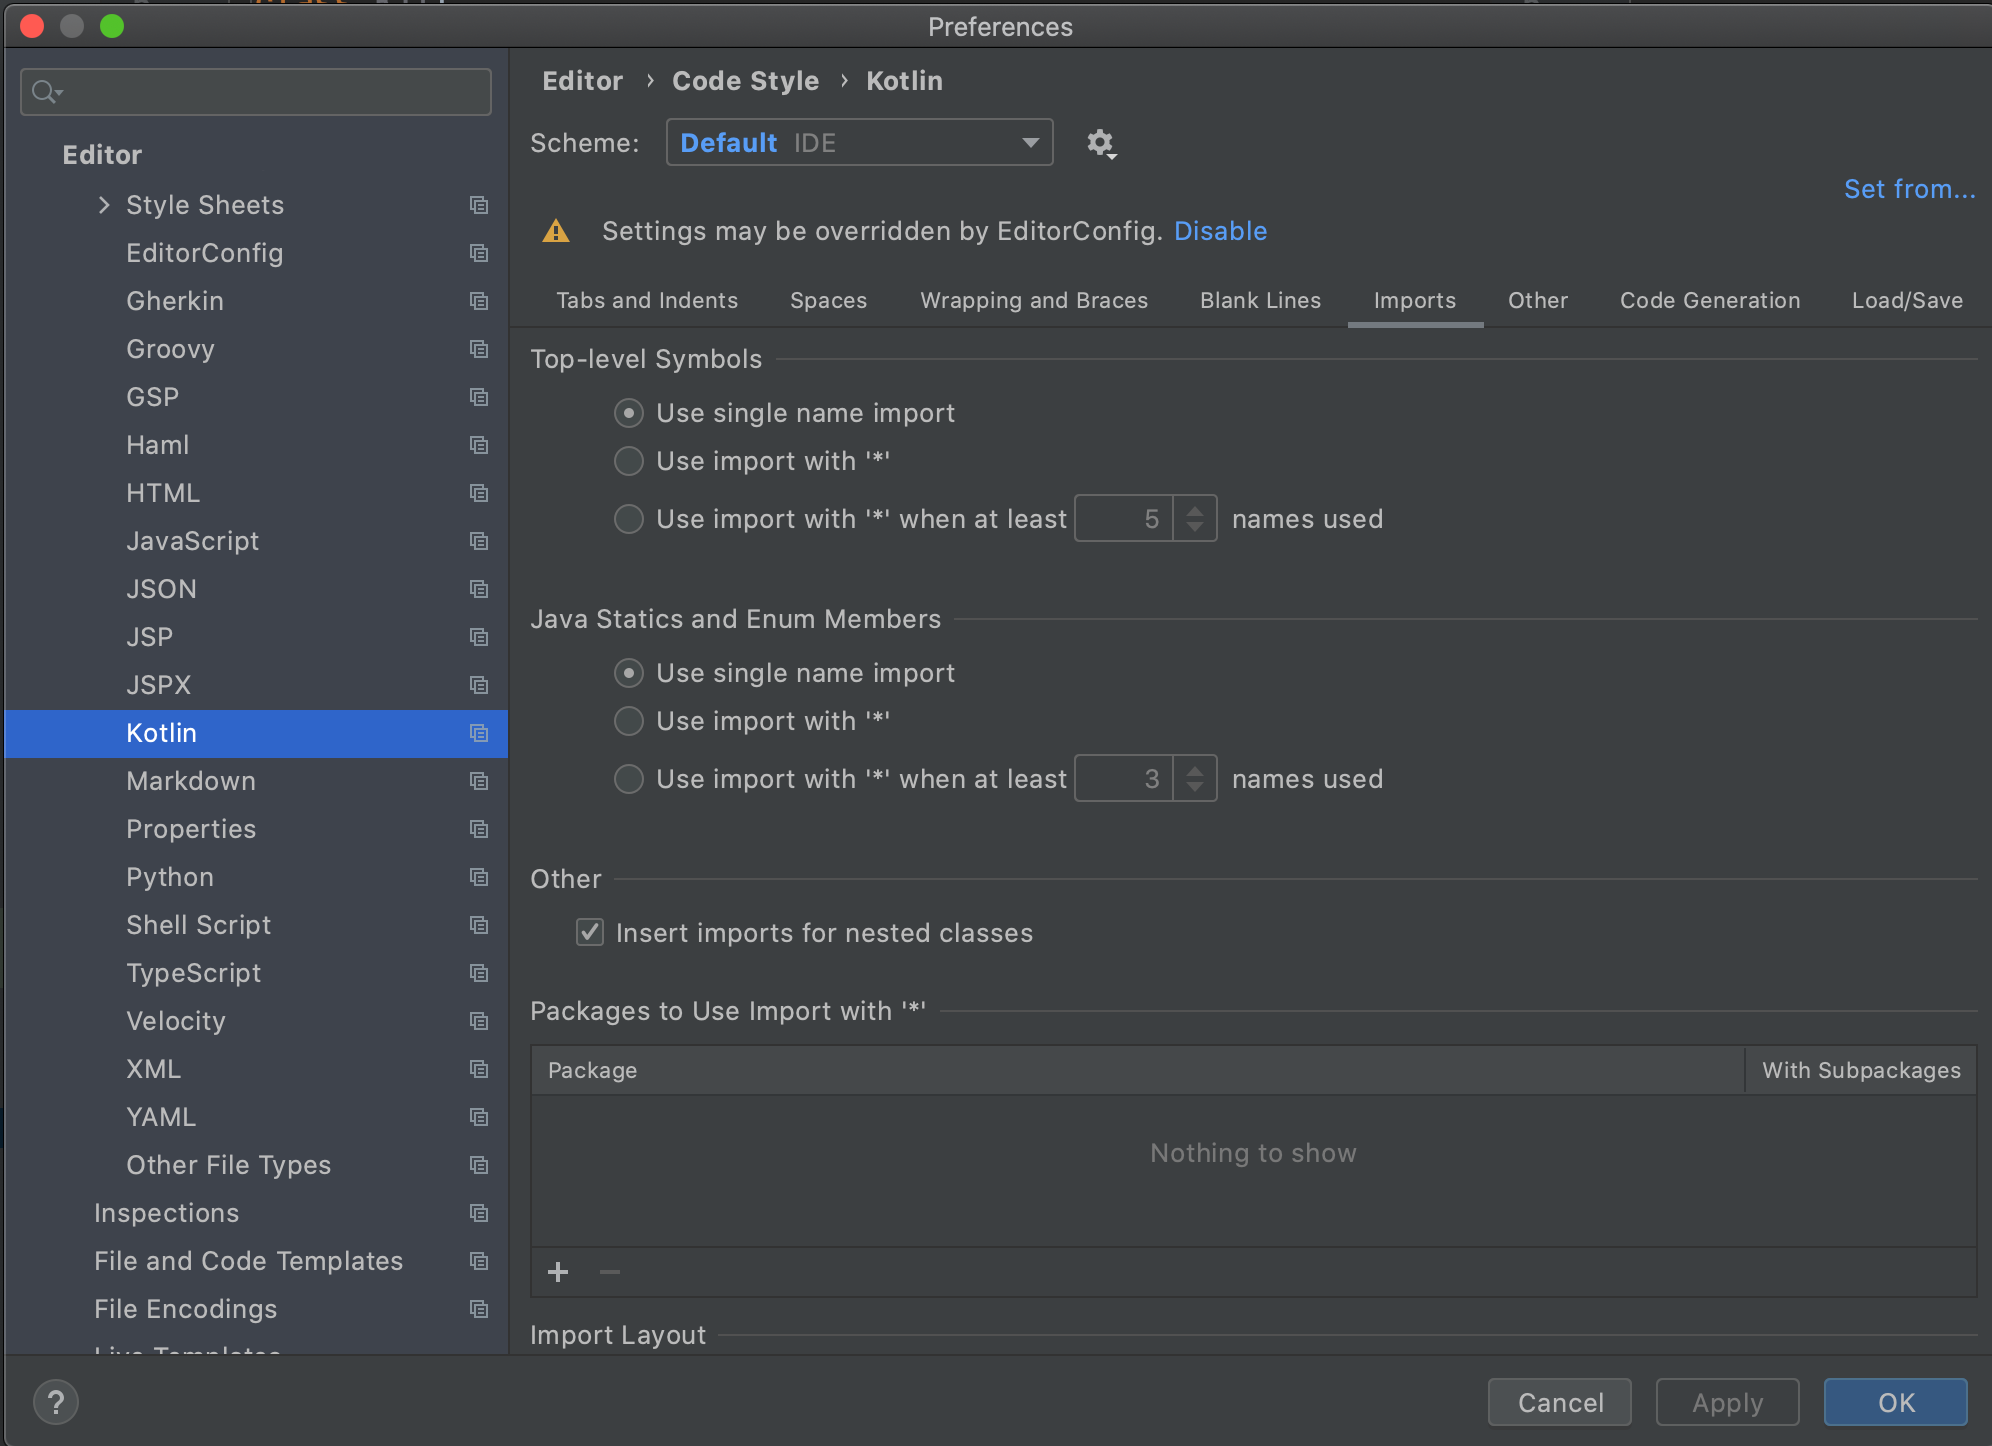 Preferences
Editor
Style Sheets
EditorConfig
Gherkin
Groovy
GSP
Haml
HTML
JavaScript
JSON
JSP
JSPX
Kotlin
Markdown
Properties
Python
Shell Script
TypeScript
Velocity
XML
YAML
Other File Types
Inspections
File and Code Templates
File Encodings
Live Templates
Editor › Code Style › Kotlin
Scheme: Default IDE
Set from...
Settings may be overridden by EditorConfig. Disable
Tabs and Indents Spaces Wrapping and Braces Blank Lines Imports Other Code Generation Load/Save
Top-level Symbols
Use single name import
Use import with '*'
Use import with '*' when at least 5 names used
Java Statics and Enum Members
Use single name import
Use import with '*'
Use import with '*' when at least 3 names used
Other
Insert imports for nested classes
Packages to Use Import with '*'
Package With Subpackages
Nothing to show
Import Layout
? Cancel Apply OK